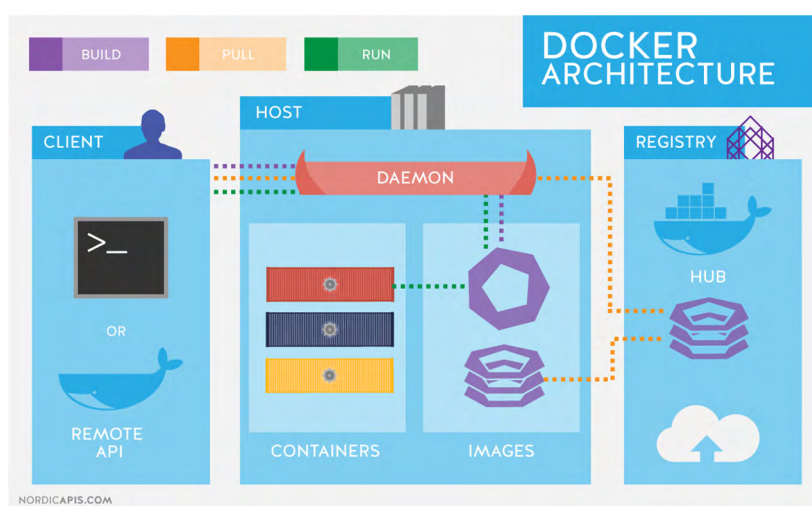 BUILD
PULL
RUN
DOCKER
ARCHITECTURE
CLIENT
HOST
REGISTRY
DAEMON
>_
OR
REMOTE
API
CONTAINERS
IMAGES
HUB
NORDICAPIS.COM